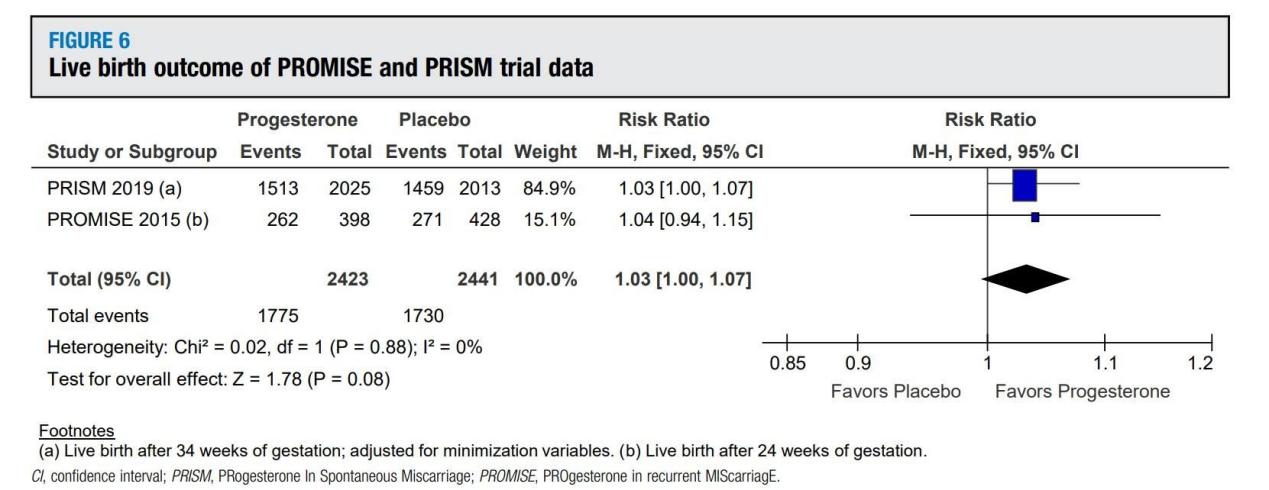 FIGURE 6
Live birth outcome of PROMISE and PRISM trial data
Progesterone Placebo Risk Ratio Risk Ratio
Study or Subgroup Events Total Events Total Weight M-H, Fixed, 95% CI M-H, Fixed, 95% CI
PRISM 2019 (a) 1513 2025 1459 2013 84.9% 1.03 [1.00, 1.07]
PROMISE 2015 (b) 262 398 271 428 15.1% 1.04 [0.94, 1.15]
Total (95% CI) 2423 2441 100.0% 1.03 [1.00, 1.07]
Total events 1775 1730
Heterogeneity: Chi² = 0.02, df = 1 (P = 0.88); I² = 0%
Test for overall effect: Z = 1.78 (P = 0.08)
0.85 0.9 1 1.1 1.2
Favors Placebo Favors Progesterone
Footnotes
(a) Live birth after 34 weeks of gestation; adjusted for minimization variables. (b) Live birth after 24 weeks of gestation.
CI, confidence interval; PRISM, PRogesterone In Spontaneous Miscarriage; PROMISE, PROgesterone in recurrent MIScarriagE.